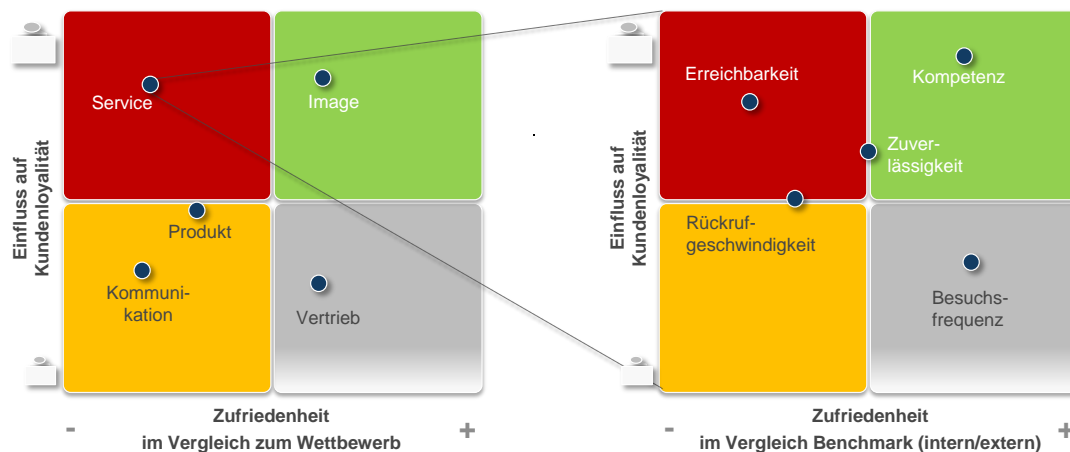 Service
Image
Produkt
Kommuni-
kation
Vertrieb
Einfluss auf
Kundenloyalität
-
Zufriedenheit
im Vergleich zum Wettbewerb
+
Erreichbarkeit
Kompetenz
Zuver-
lässigkeit
Rückruf-
geschwindigkeit
Besuchs-
frequenz
Einfluss auf
Kundenloyalität
-
Zufriedenheit
im Vergleich Benchmark (intern/extern)
+